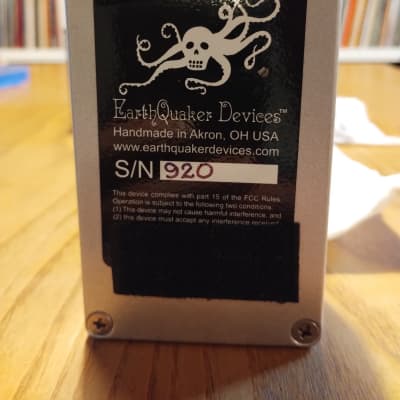 EarthQuaker Devices™
Handmade in Akron, OH USA
www.earthquakerdevices.com
S/N 920
This device complies with part 15 of the FCC Rules
Operation is subject to the following two conditions:
(1) This device may not cause harmful interference, and
(2) this device must accept any interference received